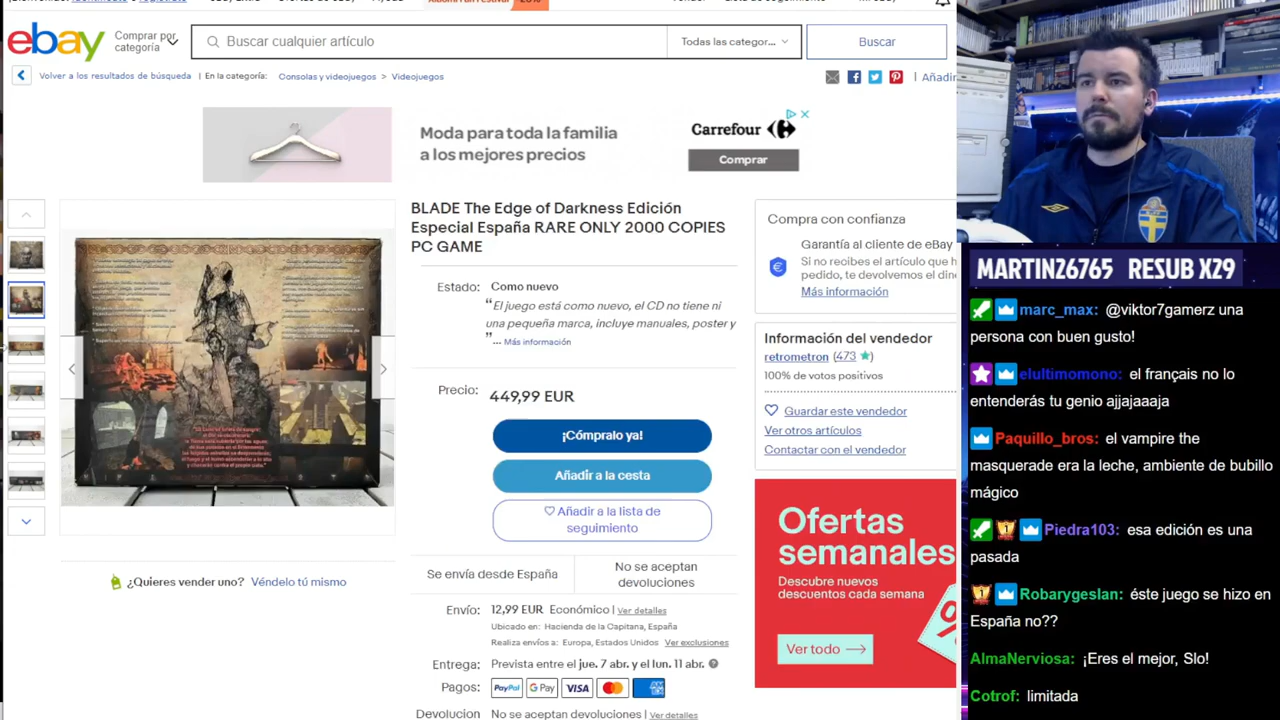 ebay
Comprar por
categoría
Buscar cualquier artículo
Todas las categor...
Buscar
Volver a los resultados de búsqueda | En la categoría: Consolas y videojuegos > Videojuegos
| Añadir
Moda para toda la familia
a los mejores precios
Carrefour
Comprar
BLADE The Edge of Darkness Edición
Especial España RARE ONLY 2000 COPIES
PC GAME
Estado: Como nuevo
“El juego está como nuevo, el CD no tiene ni
una pequeña marca, incluye manuales, poster y
” ... Más información
Precio: 449,99 EUR
¡Cómpralo ya!
Añadir a la cesta
Añadir a la lista de
seguimiento
Se envía desde España
No se aceptan
devoluciones
Envío: 12,99 EUR Económico | Ver detalles
Ubicado en: Hacienda de la Capitana, España
Realiza envíos a: Europa, Estados Unidos Ver exclusiones
Entrega: Prevista entre el jue. 7 abr. y el lun. 11 abr.
Pagos: PayPal G Pay VISA
Devolucion No se aceptan devoluciones | Ver detalles
¿Quieres vender uno? Véndelo tú mismo
Compra con confianza
Garantía al cliente de eBay
Si no recibes el artículo que h
pedido, te devolvemos el dine
Más información
Información del vendedor
retrometron (473 ★)
100% de votos positivos
Guardar este vendedor
Ver otros artículos
Contactar con el vendedor
Ofertas
semanales
Descubre nuevos
descuentos cada semana
Ver todo →
MARTIN26765 RESUB X29
marc_max: @viktor7gamerz una
persona con buen gusto!
elultimomono: el français no lo
entenderás tu genio ajjajaaaja
Paquillo_bros: el vampire the
masquerade era la leche, ambiente de bubillo
mágico
Piedra103: esa edición es una
pasada
Robarygeslan: éste juego se hizo en
España no??
AlmaNerviosa: ¡Eres el mejor, Slo!
Cotrof: limitada